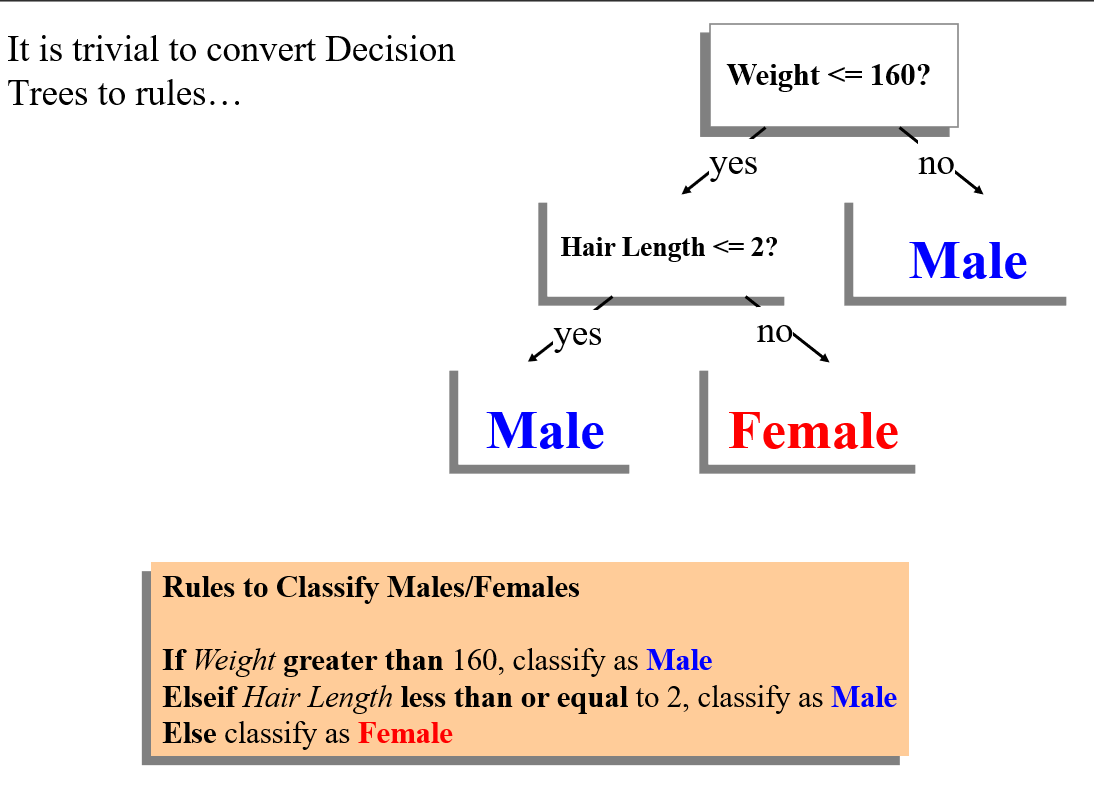 It is trivial to convert Decision
Trees to rules…
Weight <= 160?
yes
no
Hair Length <= 2?
Male
yes
no
Male
Female
Rules to Classify Males/Females
If Weight greater than 160, classify as Male
Elseif Hair Length less than or equal to 2, classify as Male
Else classify as Female